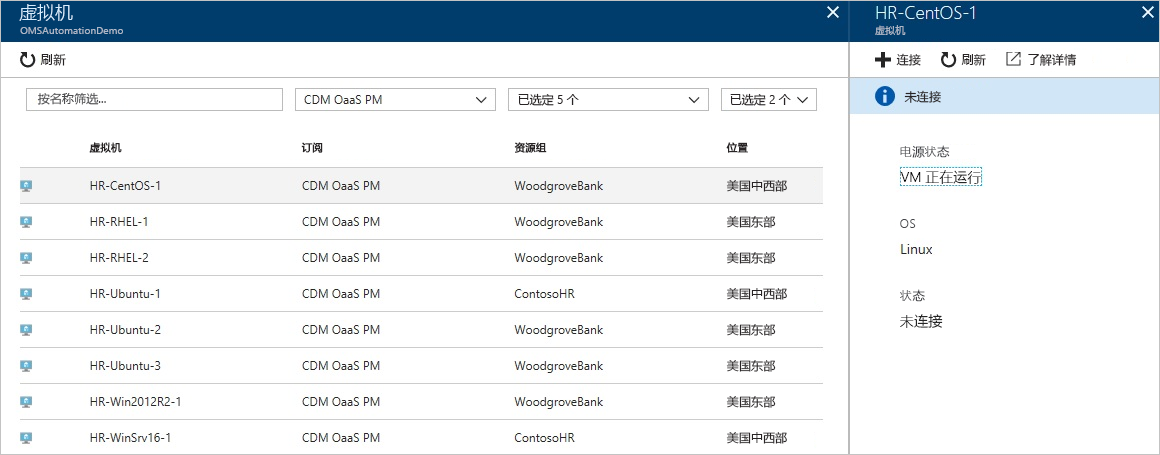 虚拟机
OMSAutomationDemo
刷新
按名称筛选...
CDM OaaS PM
已选定 5 个
已选定 2 个
虚拟机 订阅 资源组 位置
HR-CentOS-1 CDM OaaS PM WoodgroveBank 美国中西部
HR-RHEL-1 CDM OaaS PM WoodgroveBank 美国东部
HR-RHEL-2 CDM OaaS PM WoodgroveBank 美国东部
HR-Ubuntu-1 CDM OaaS PM ContosoHR 美国中西部
HR-Ubuntu-2 CDM OaaS PM WoodgroveBank 美国东部
HR-Ubuntu-3 CDM OaaS PM WoodgroveBank 美国东部
HR-Win2012R2-1 CDM OaaS PM WoodgroveBank 美国东部
HR-WinSrv16-1 CDM OaaS PM ContosoHR 美国中西部
HR-CentOS-1
虚拟机
连接 刷新 了解详情
未连接
电源状态
VM 正在运行
OS
Linux
状态
未连接